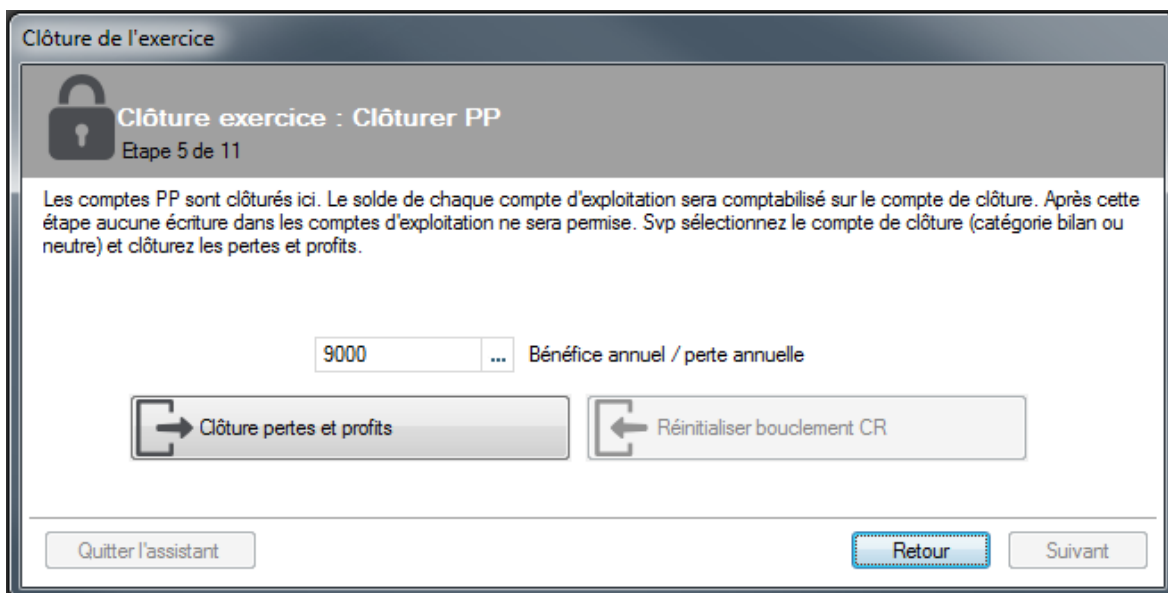 Clôture de l'exercice
Clôture exercice : Clôturer PP
Etape 5 de 11
Les comptes PP sont clôturés ici. Le solde de chaque compte d'exploitation sera comptabilisé sur le compte de clôture. Après cette
étape aucune écriture dans les comptes d'exploitation ne sera permise. Svp sélectionnez le compte de clôture (catégorie bilan ou
neutre) et clôturez les pertes et profits.
9000 ... Bénéfice annuel / perte annuelle
Clôture pertes et profits Réinitialiser bouclement CR
Quitter l'assistant Retour Suivant